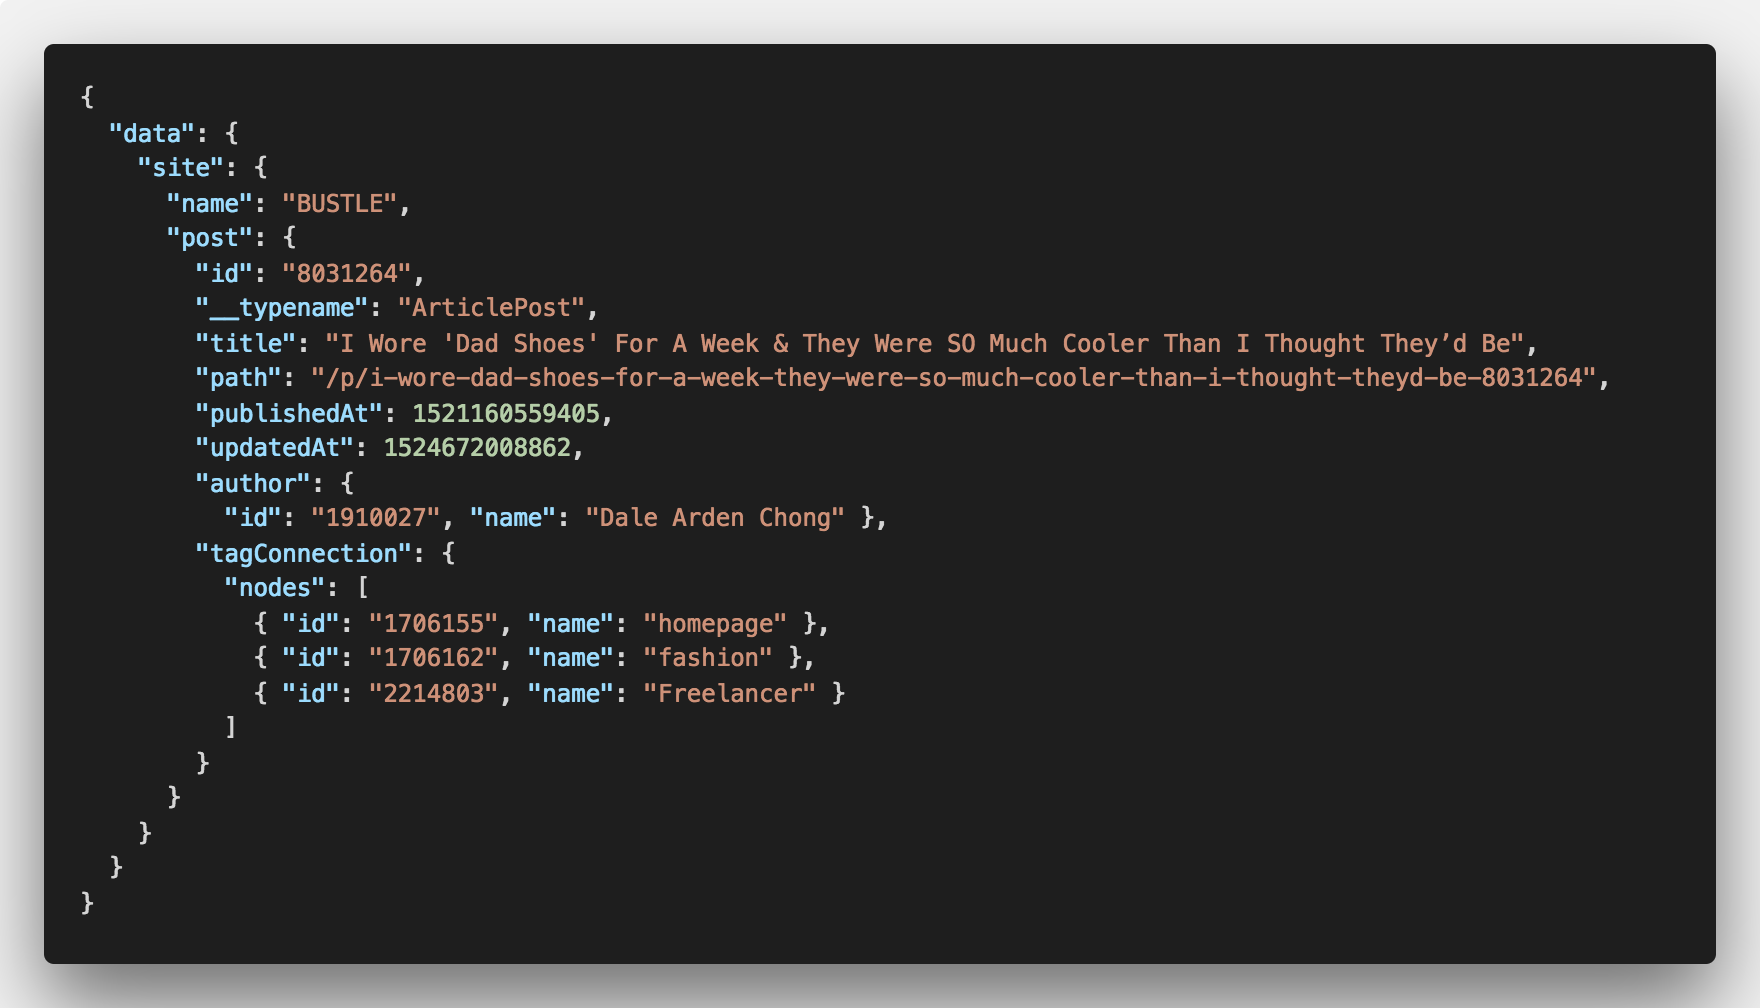 {
  "data": {
    "site": {
      "name": "BUSTLE",
      "post": {
        "id": "8031264",
        "__typename": "ArticlePost",
        "title": "I Wore 'Dad Shoes' For A Week & They Were SO Much Cooler Than I Thought They’d Be",
        "path": "/p/i-wore-dad-shoes-for-a-week-they-were-so-much-cooler-than-i-thought-theyd-be-8031264",
        "publishedAt": 1521160559405,
        "updatedAt": 1524672008862,
        "author": {
          "id": "1910027", "name": "Dale Arden Chong" },
        "tagConnection": {
          "nodes": [
            { "id": "1706155", "name": "homepage" },
            { "id": "1706162", "name": "fashion" },
            { "id": "2214803", "name": "Freelancer" }
          ]
        }
      }
    }
  }
}